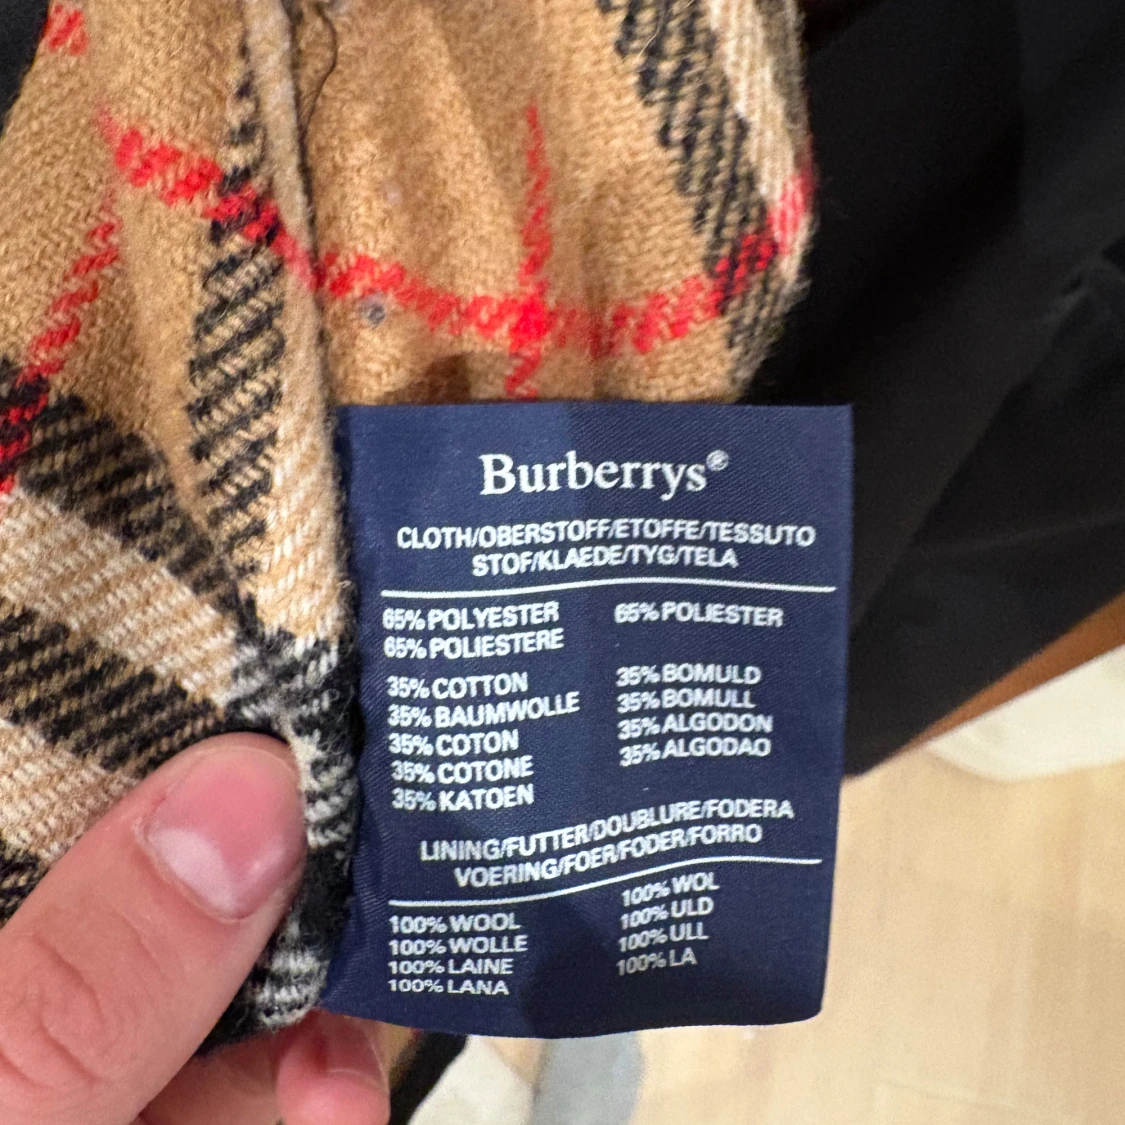 Burberrys®
CLOTH/OBERSTOFF/ETOFFE/TESSUTO
STOF/KLAEDE/TYG/TELA
65% POLYESTER
65% POLIESTERE
65% POLIESTER
35% COTTON
35% BAUMWOLLE
35% COTON
35% COTONE
35% KATOEN
35% BOMULD
35% BOMULL
35% ALGODON
35% ALGODAO
LINING/FUTTER/DOUBLURE/FODERA
VOERING/FOER/FODER/FORRO
100% WOOL
100% WOLLE
100% LAINE
100% LANA
100% WOL
100% ULD
100% ULL
100% LA